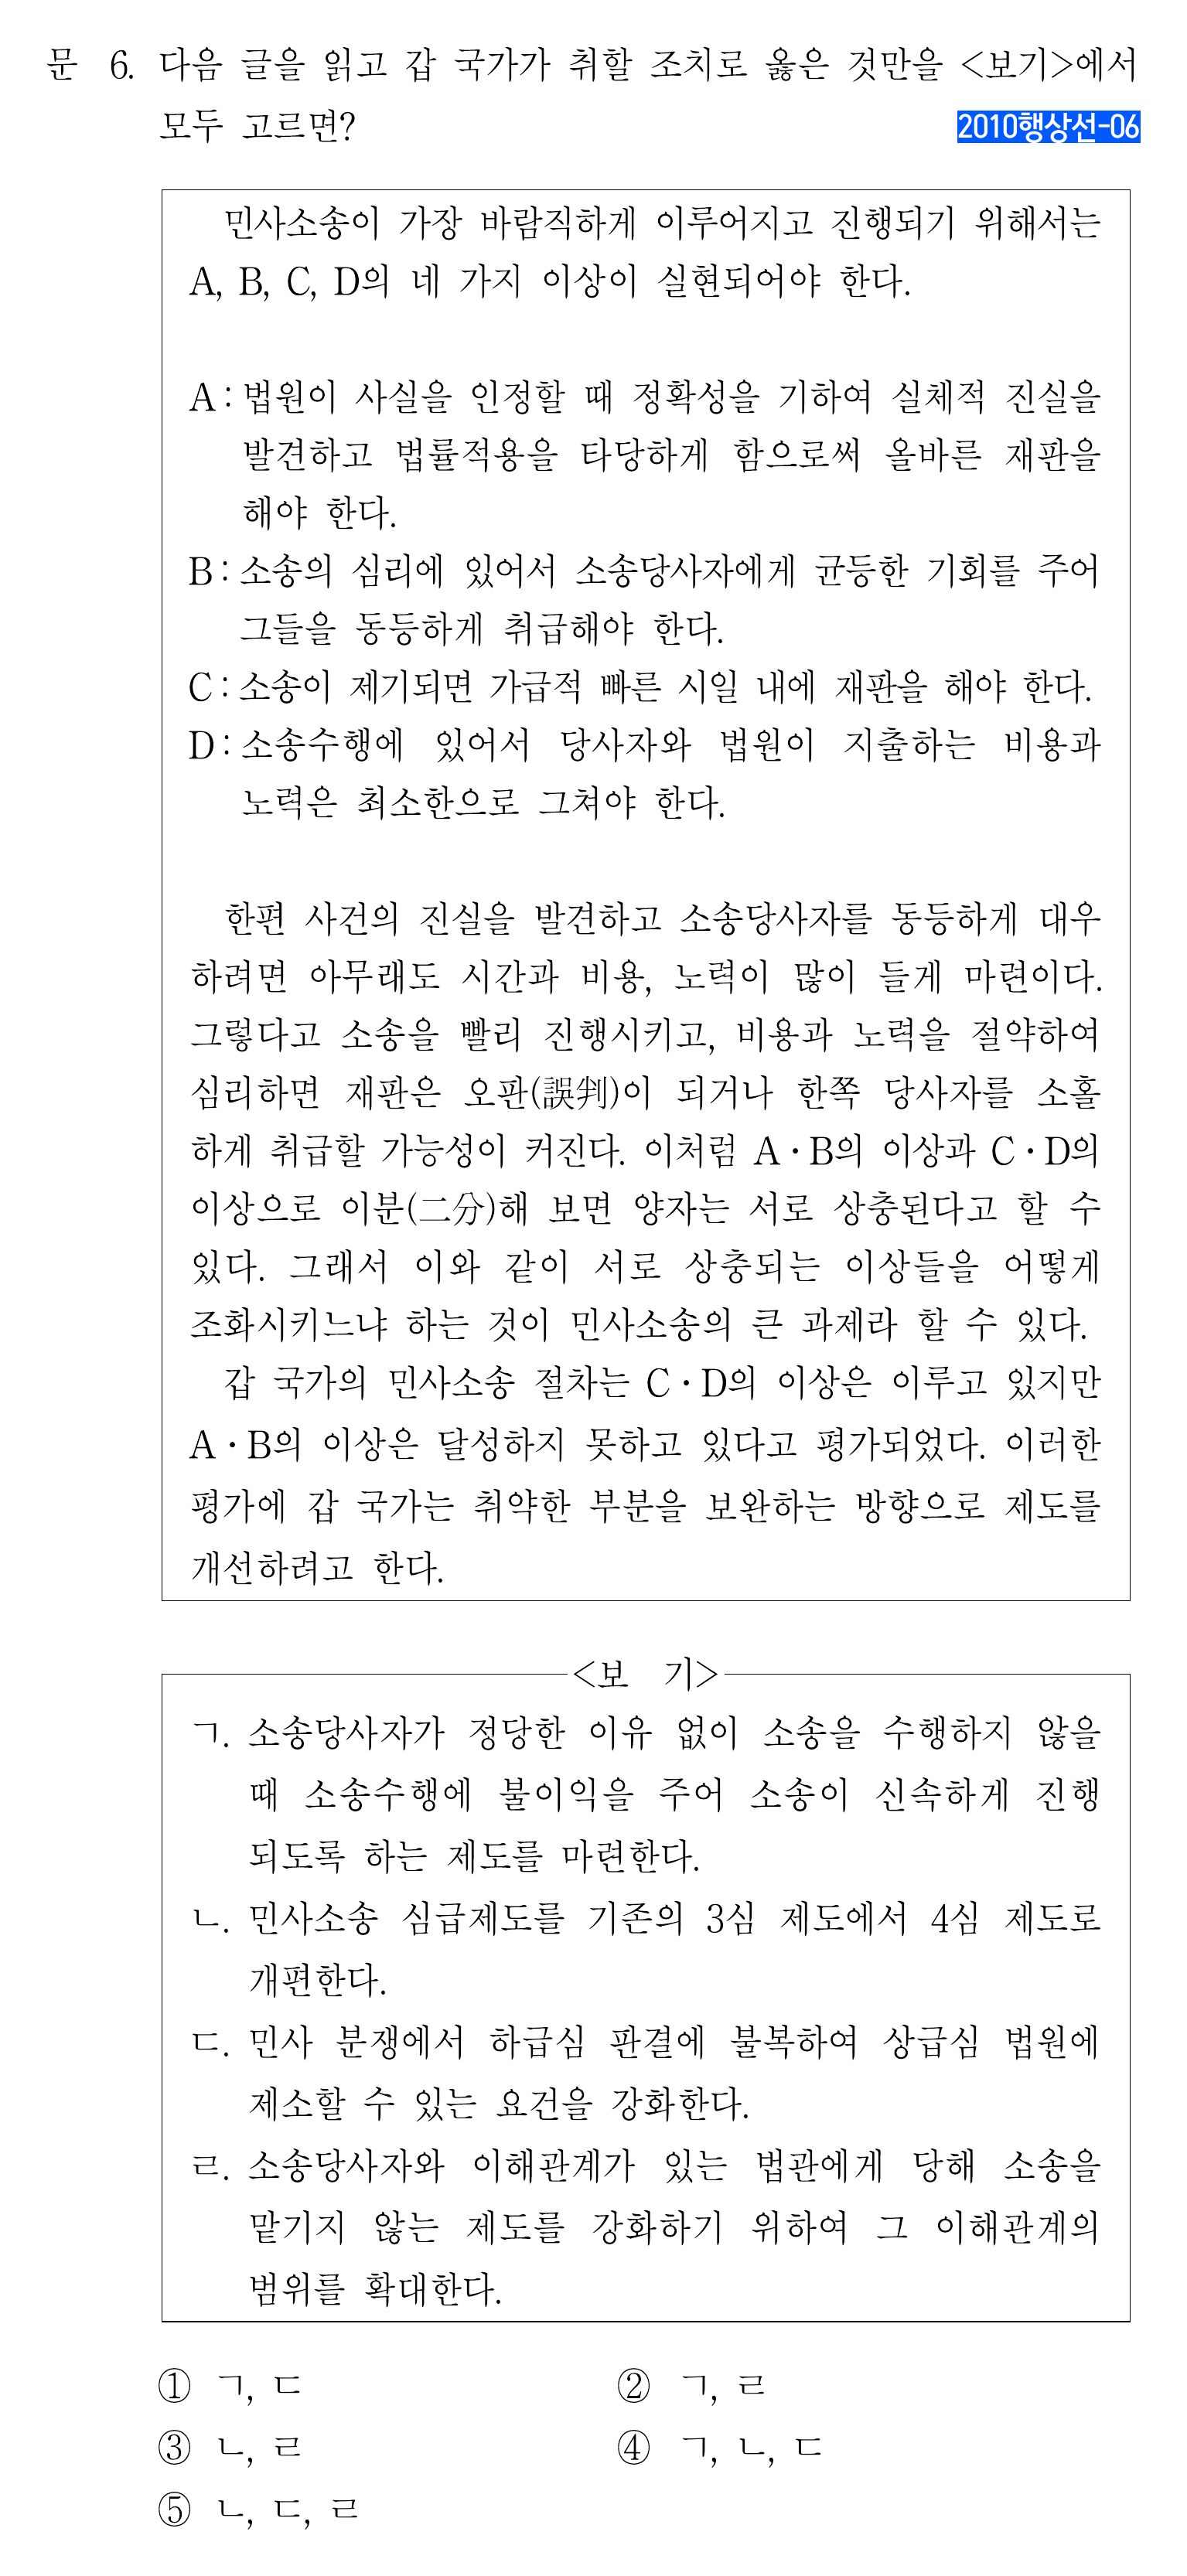 문 6. 다음 글을 읽고 갑 국가가 취할 조치로 옳은 것만을 <보기>에서
모두 고르면?
2010행상선-06
민사소송이 가장 바람직하게 이루어지고 진행되기 위해서는
A, B, C, D의 네 가지 이상이 실현되어야 한다.
A : 법원이 사실을 인정할 때 정확성을 기하여 실체적 진실을
발견하고 법률적용을 타당하게 함으로써 올바른 재판을
해야 한다.
B : 소송의 심리에 있어서 소송당사자에게 균등한 기회를 주어
그들을 동등하게 취급해야 한다.
C : 소송이 제기되면 가급적 빠른 시일 내에 재판을 해야 한다.
D : 소송수행에 있어서 당사자와 법원이 지출하는 비용과
노력은 최소한으로 그쳐야 한다.
한편 사건의 진실을 발견하고 소송당사자를 동등하게 대우
하려면 아무래도 시간과 비용, 노력이 많이 들게 마련이다.
그렇다고 소송을 빨리 진행시키고, 비용과 노력을 절약하여
심리하면 재판은 오판(誤判)이 되거나 한쪽 당사자를 소홀
하게 취급할 가능성이 커진다. 이처럼 A・B의 이상과 C・D의
이상으로 이분(二分)해 보면 양자는 서로 상충된다고 할 수
있다. 그래서 이와 같이 서로 상충되는 이상들을 어떻게
조화시키느냐 하는 것이 민사소송의 큰 과제라 할 수 있다.
갑 국가의 민사소송 절차는 C・D의 이상은 이루고 있지만
A・B의 이상은 달성하지 못하고 있다고 평가되었다. 이러한
평가에 갑 국가는 취약한 부분을 보완하는 방향으로 제도를
개선하려고 한다.
<보 기>
ㄱ. 소송당사자가 정당한 이유 없이 소송을 수행하지 않을
때 소송수행에 불이익을 주어 소송이 신속하게 진행
되도록 하는 제도를 마련한다.
ㄴ. 민사소송 심급제도를 기존의 3심 제도에서 4심 제도로
개편한다.
ㄷ. 민사 분쟁에서 하급심 판결에 불복하여 상급심 법원에
제소할 수 있는 요건을 강화한다.
ㄹ. 소송당사자와 이해관계가 있는 법관에게 당해 소송을
맡기지 않는 제도를 강화하기 위하여 그 이해관계의
범위를 확대한다.
① ㄱ, ㄷ ② ㄱ, ㄹ
③ ㄴ, ㄹ ④ ㄱ, ㄴ, ㄷ
⑤ ㄴ, ㄷ, ㄹ